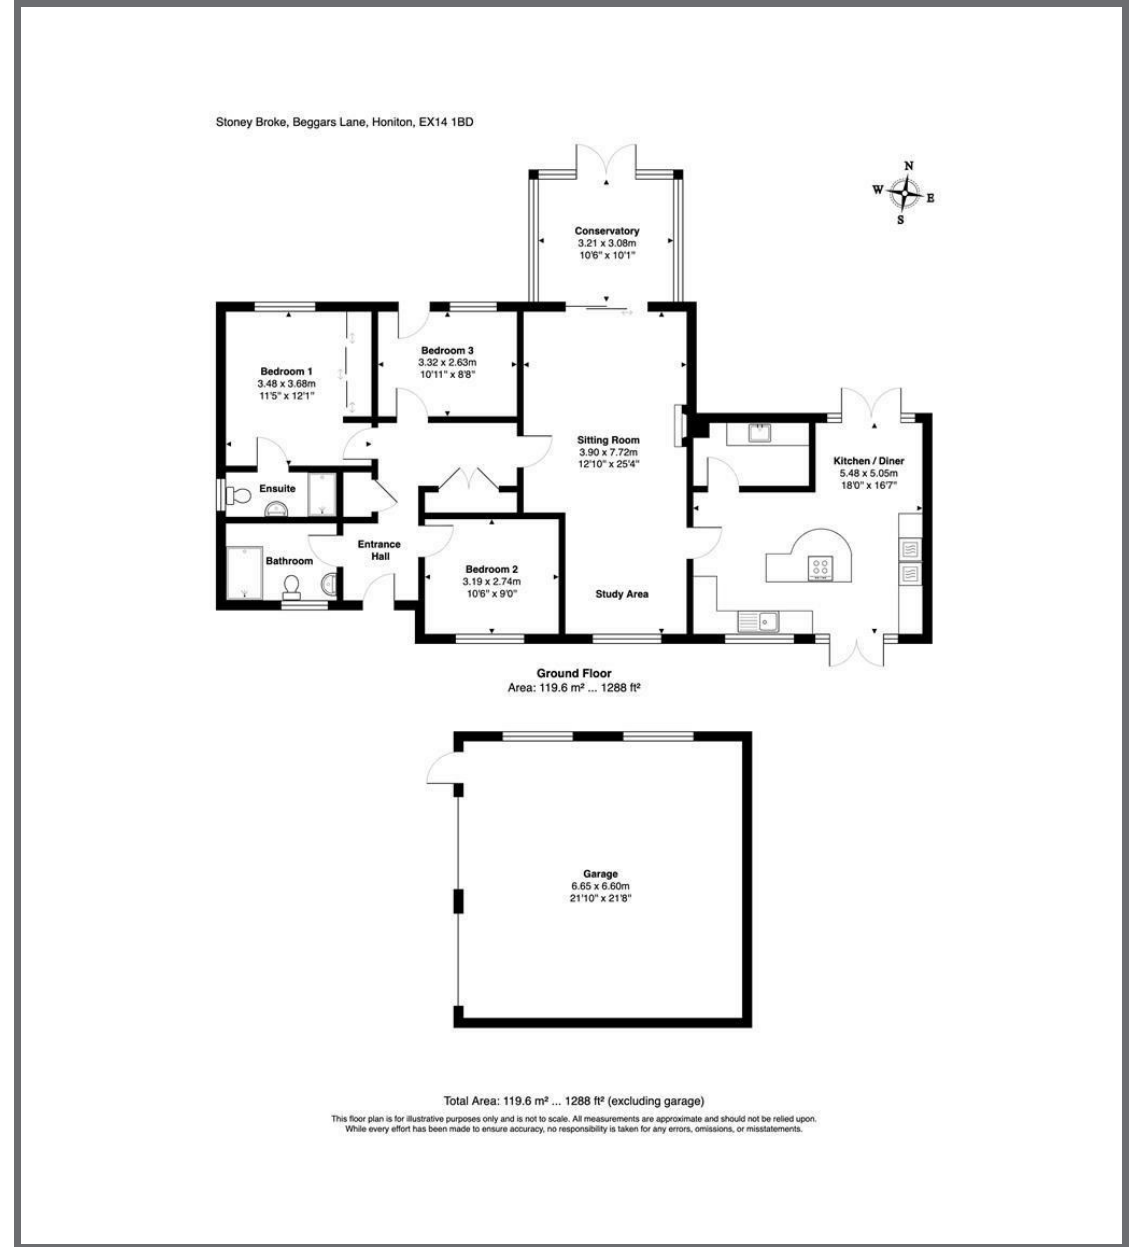 Stoney Broke, Beggars Lane, Honiton, EX14 1BD
N
W
E
S
Conservatory
3.21 x 3.08m
10'6" x 10'1"
Bedroom 1
3.48 x 3.68m
11'5" x 12'1"
Bedroom 3
3.32 x 2.63m
10'11" x 8'8"
Sitting Room
3.90 x 7.72m
12'10" x 25'4"
Kitchen / Diner
5.48 x 5.05m
18'0" x 16'7"
Ensuite
Bathroom
Entrance
Hall
Bedroom 2
3.19 x 2.74m
10'6" x 9'0"
Study Area
Ground Floor
Area: 119.6 m² ... 1288 ft²
Garage
6.65 x 6.60m
21'10" x 21'8"
Total Area: 119.6 m² ... 1288 ft² (excluding garage)
This floor plan is for illustrative purposes only and is not to scale. All measurements are approximate and should not be relied upon.
While every effort has been made to ensure accuracy, no responsibility is taken for any errors, omissions, or misstatements.